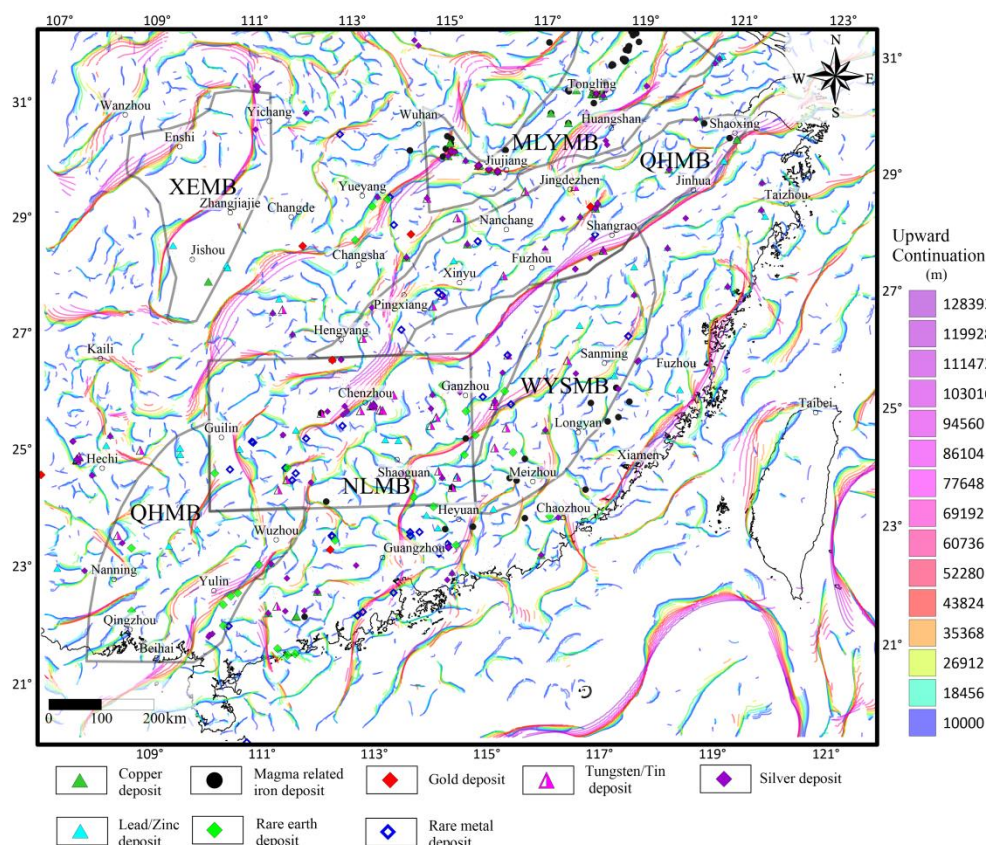 107° 109° 111° 113° 115° 117° 119° 121° 123°
N
W E
S
31° 31°
Tongling
Wanzhou Yichang Wuhan Huangshan
Enshi Shaoxing
MLYMB
QHMB
29° 29°
Jiujiang
Jingdezhen Jinhua
XEMB Yueyang
Zhangjiajie Changde Taizhou
Nanchang Shangrao
Jishou Changsha Fuzhou
Xinyu
27° Pingxiang 27°
Hengyang
Kaili Sanming Fuzhou
Chenzhou Ganzhou WYSMB
25° Guilin Longyan Taibei 25°
Hechi Shaoguan Meizhou Xiamen
NLMB
QHMB Heyuan Chaozhou
23° Wuzhou 23°
Nanning Guangzhou
Yulin
Qingzhou
21° Beihai 21°
0 100 200km
109° 111° 113° 115° 117° 119° 121°
Upward
Continuation
(m)
12839
119928
11147
103016
94560
86104
77648
69192
60736
52280
43824
35368
26912
18456
10000
Copper deposit
Magma related iron deposit
Gold deposit
Tungsten/Tin deposit
Silver deposit
Lead/Zinc deposit
Rare earth deposit
Rare metal deposit